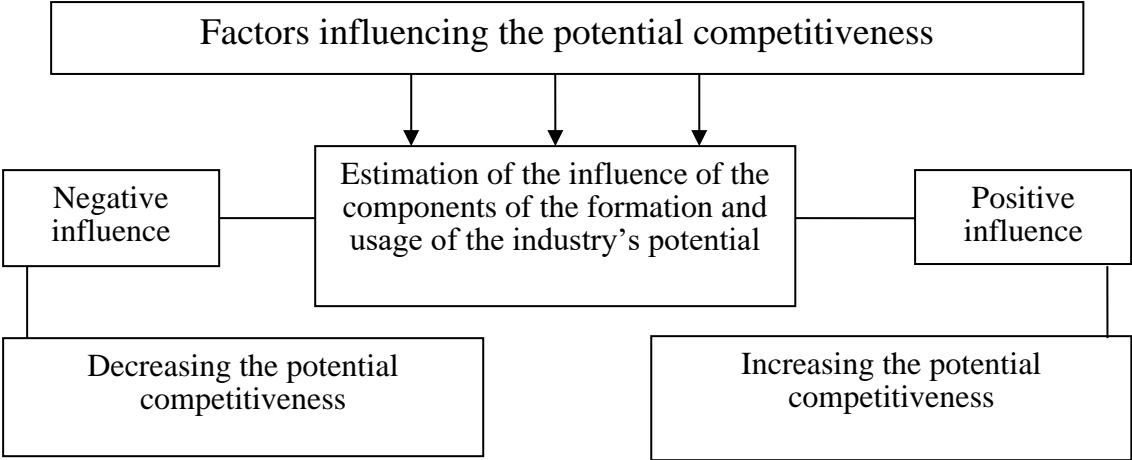 Factors influencing the potential competitiveness
Estimation of the influence of the
components of the formation and
usage of the industry's potential
Negative
influence
Positive
influence
Decreasing the potential
competitiveness
Increasing the potential
competitiveness